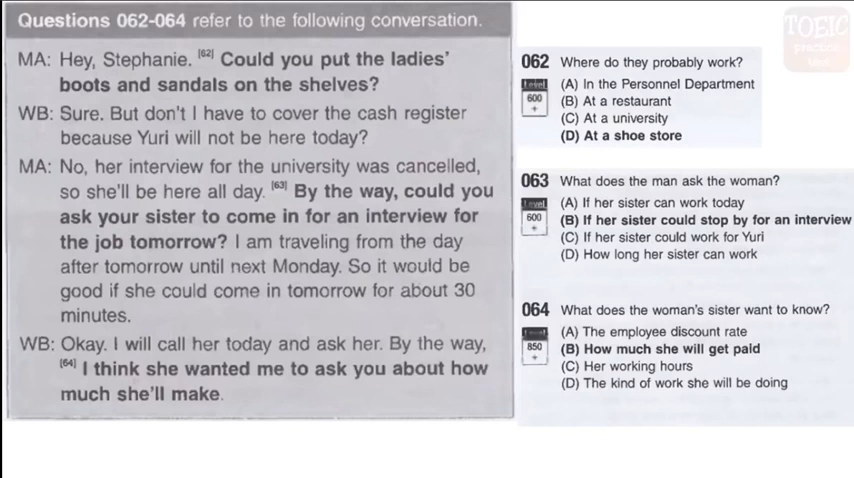 Questions 062-064 refer to the following conversation.
MA: Hey, Stephanie. [62] Could you put the ladies'
boots and sandals on the shelves?
WB: Sure. But don't I have to cover the cash register
because Yuri will not be here today?
MA: No, her interview for the university was cancelled,
so she'll be here all day. [63] By the way, could you
ask your sister to come in for an interview for
the job tomorrow? I am traveling from the day
after tomorrow until next Monday. So it would be
good if she could come in tomorrow for about 30
minutes.
WB: Okay. I will call her today and ask her. By the way,
[64] I think she wanted me to ask you about how
much she'll make.
TOEIC
practice
test
062 Where do they probably work?
Level
600
+
(A) In the Personnel Department
(B) At a restaurant
(C) At a university
(D) At a shoe store
063 What does the man ask the woman?
Level
600
+
(A) If her sister can work today
(B) If her sister could stop by for an interview
(C) If her sister could work for Yuri
(D) How long her sister can work
064 What does the woman's sister want to know?
Level
850
+
(A) The employee discount rate
(B) How much she will get paid
(C) Her working hours
(D) The kind of work she will be doing